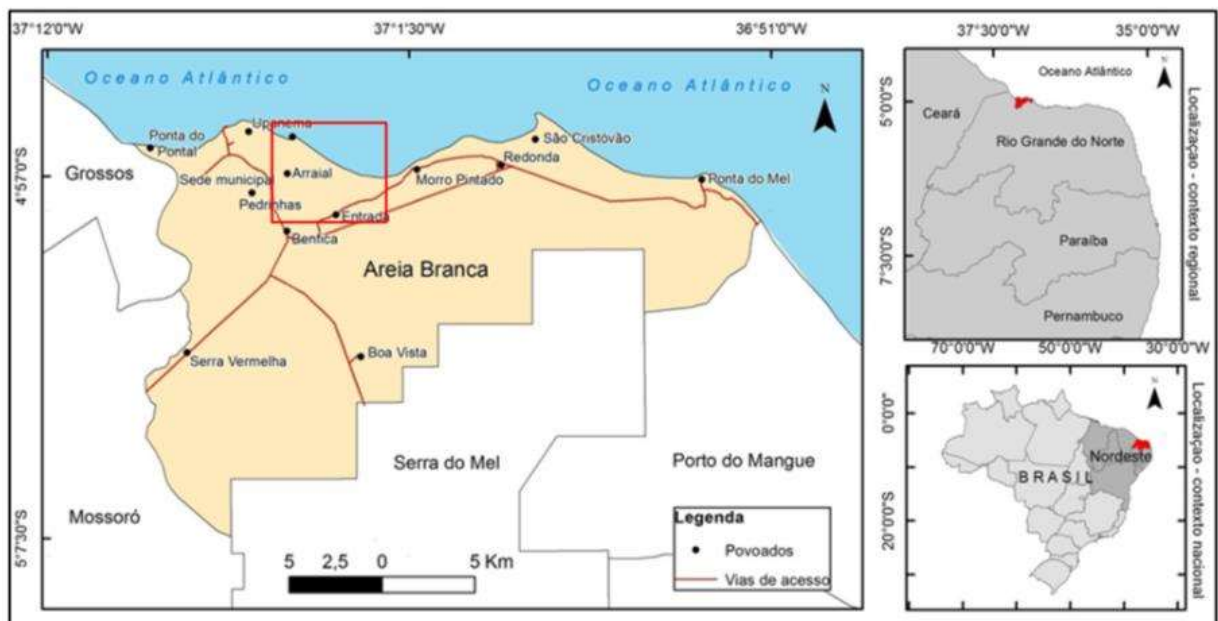 37°12'0"W
37°1'30"W
36°51'0"W
Oceano Atlântico
Oceano Atlântico
N
Upanema
Ponta do
Pontal
São Cristóvão
Grossos
Arraial
Redonda
Sede municipal
Morro Pintado
Ponta do Mel
Pedrinhas
Entrada
Benfica
4°57'0"S
Areia Branca
Serra Vermelha
Boa Vista
Serra do Mel
Porto do Mangue
Mossoró
5°7'30"S
5 2,5 0 5 Km
Legenda
Povoados
Vias de acesso
37°30'0"W
35°0'0"W
Oceano Atlântico
N
5°0'0"S
Ceará
Rio Grande do Norte
Paraíba
7°30'0"S
Pernambuco
Localização - contexto regional
70°0'0"W
50°0'0"W
30°0'0"W
N
0°0'0"
Nordeste
BRASIL
20°0'0"S
Localização - contexto nacional